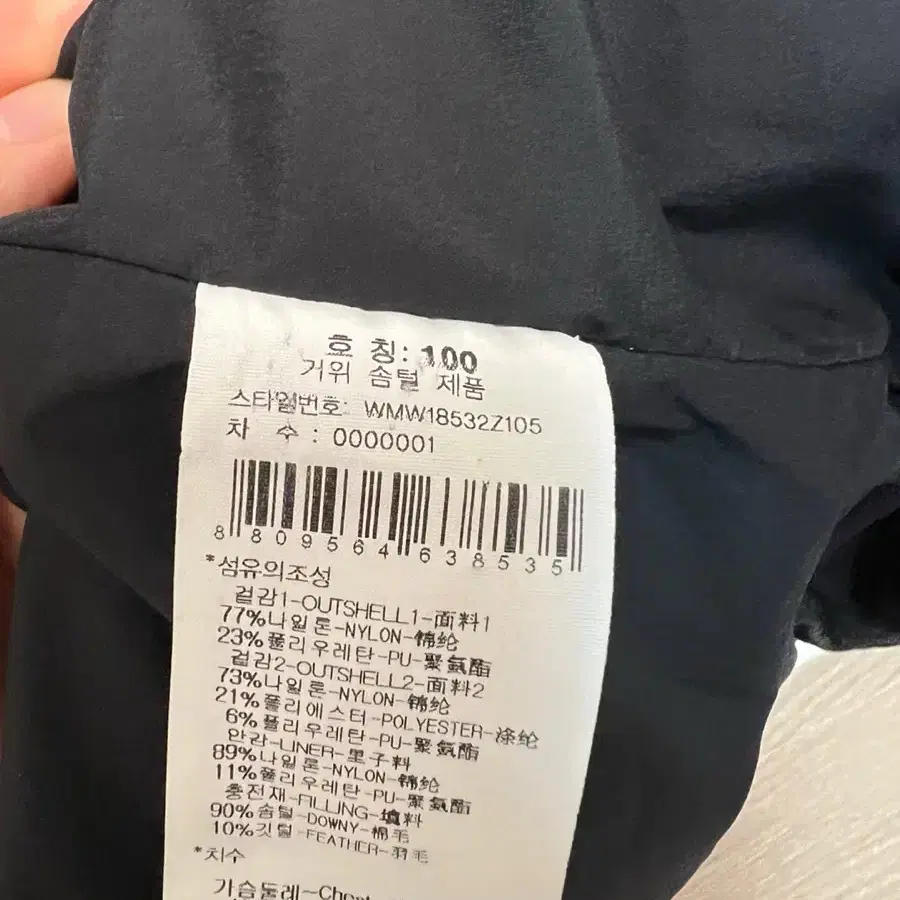 호 칭: 100
거위 솜털 제품
스타일번호: WMW18532Z105
차 수 : 0000001
8 809564 638535
*섬유의조성
겉감1-OUTSHELL1-面料1
77%나일론-NYLON-锦纶
23%폴리우레탄-PU-聚氨酯
겉감2-OUTSHELL2-面料2
73%나일론-NYLON-锦纶
21%폴리에스터-POLYESTER-涤纶
6%폴리우레탄-PU-聚氨酯
안감-LINER-里子料
89%나일론-NYLON-锦纶
11%폴리우레탄-PU-聚氨酯
충전재-FILLING-填料
90%솜털-DOWNY-棉毛
10%깃털-FEATHER-羽毛
*치수
가슴둘레-Chest